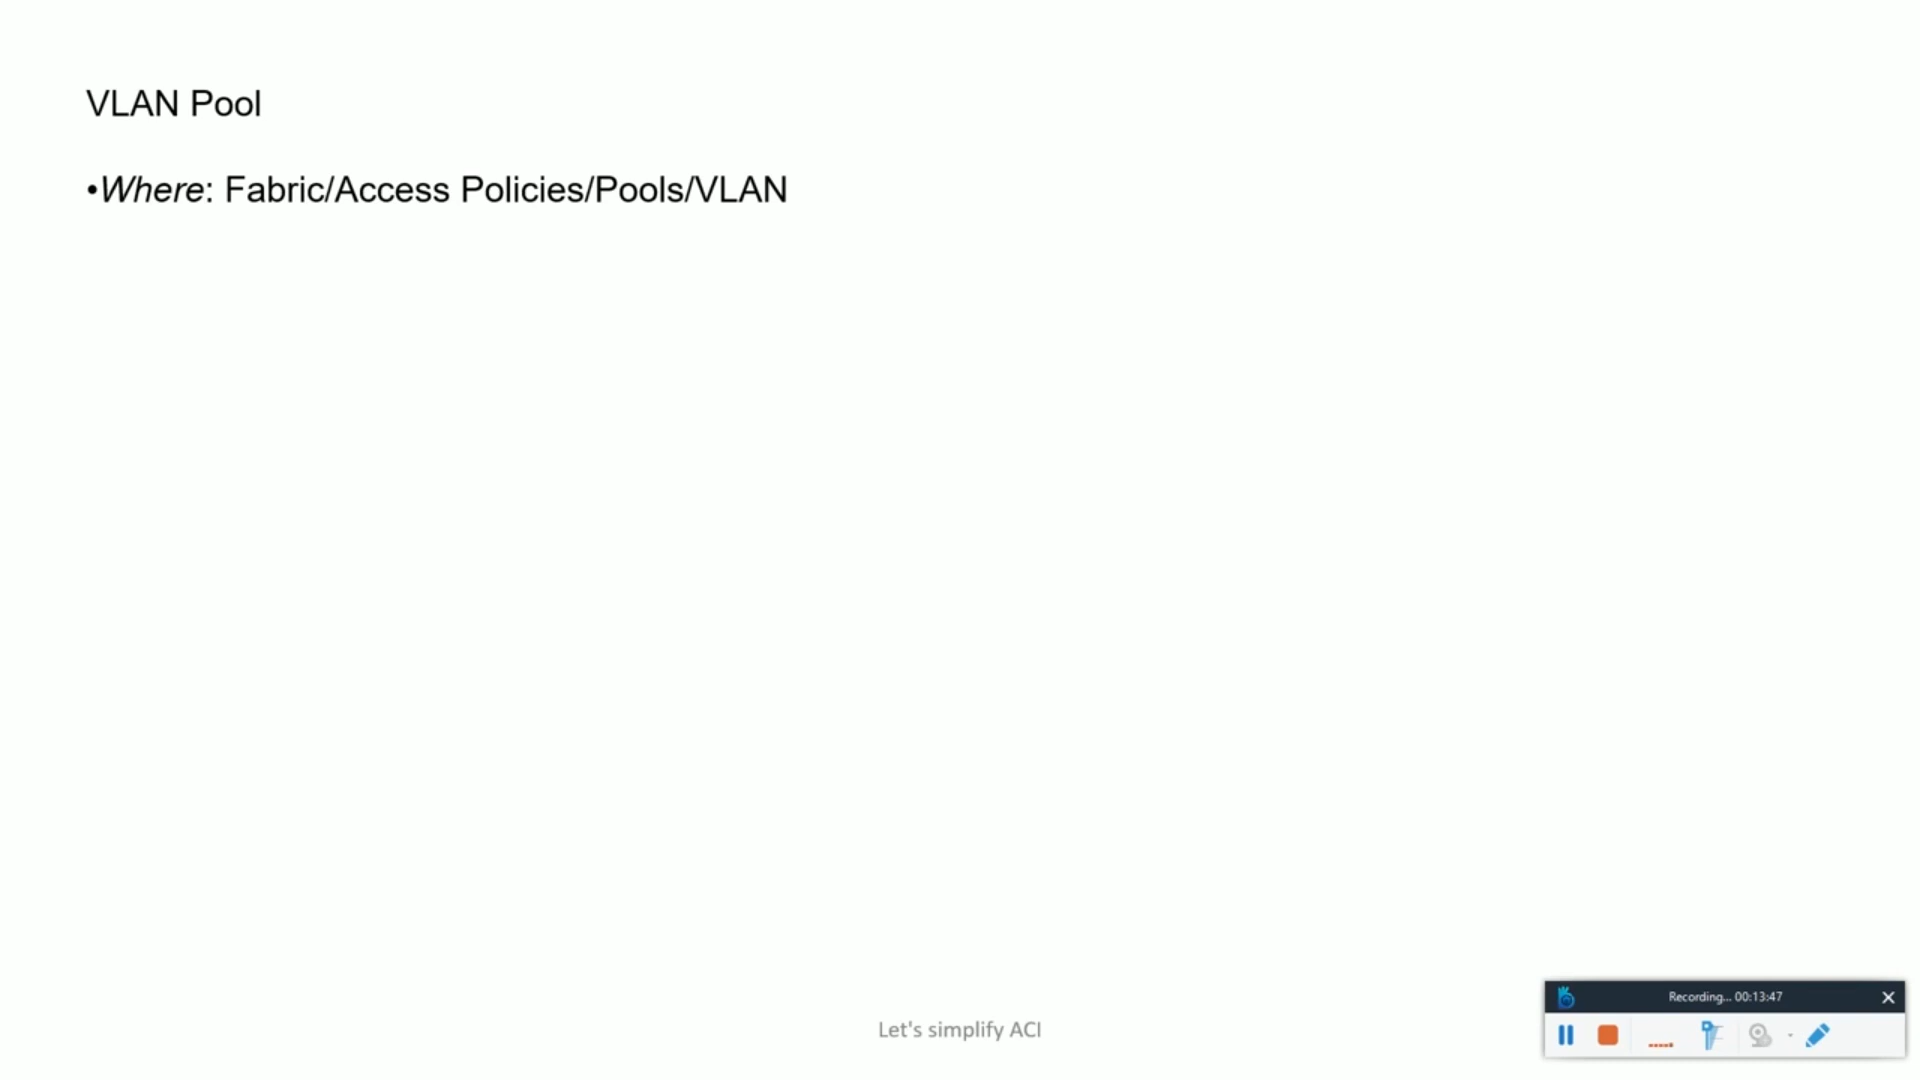 VLAN Pool
•Where: Fabric/Access Policies/Pools/VLAN
Let's simplify ACI
Recording... 00:13:47